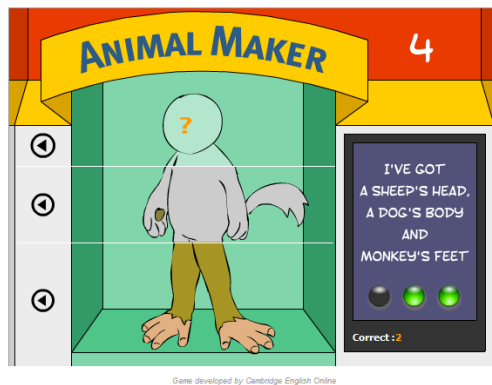 ANIMAL MAKER
4
?
I'VE GOT
A SHEEP'S HEAD,
A DOG'S BODY
AND
MONKEY'S FEET
Correct :2
Game developed by Cambridge English Online